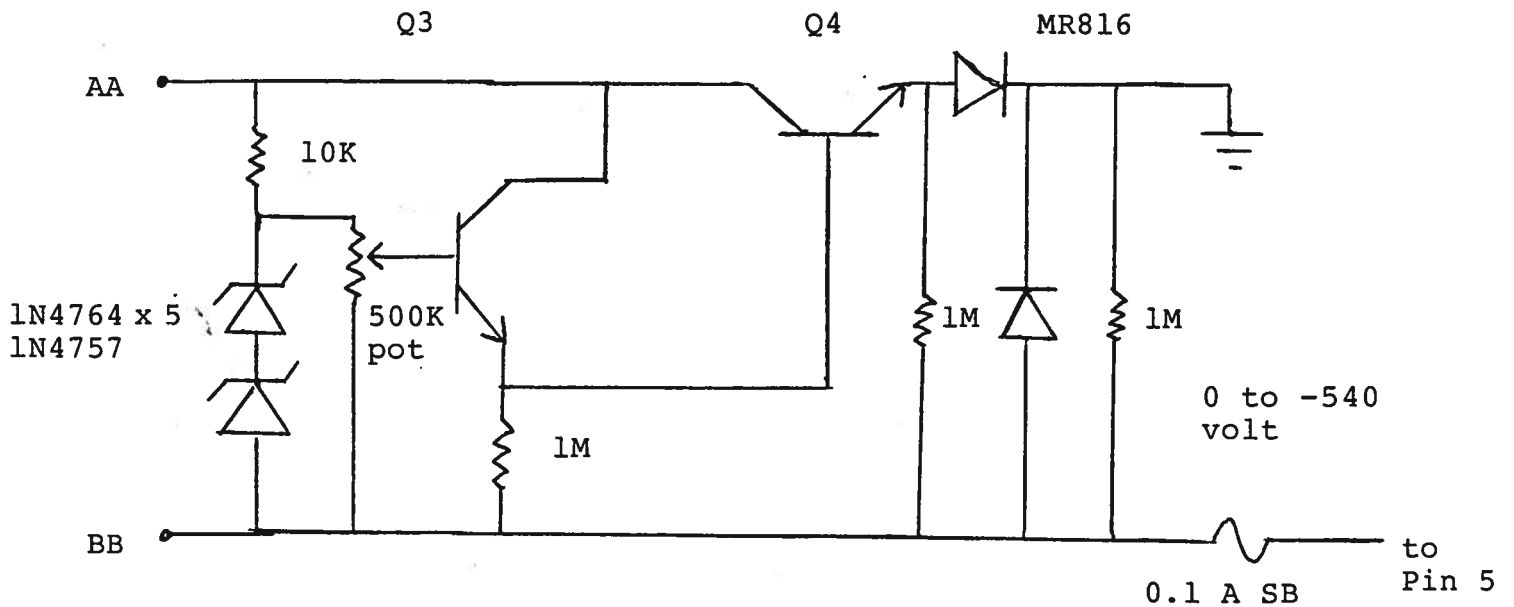 Q3
Q4
MR816
AA
10K
1N4764 x 5
1N4757
500K
pot
1M
1M
1M
0 to -540
volt
BB
0.1 A SB
to
Pin 5